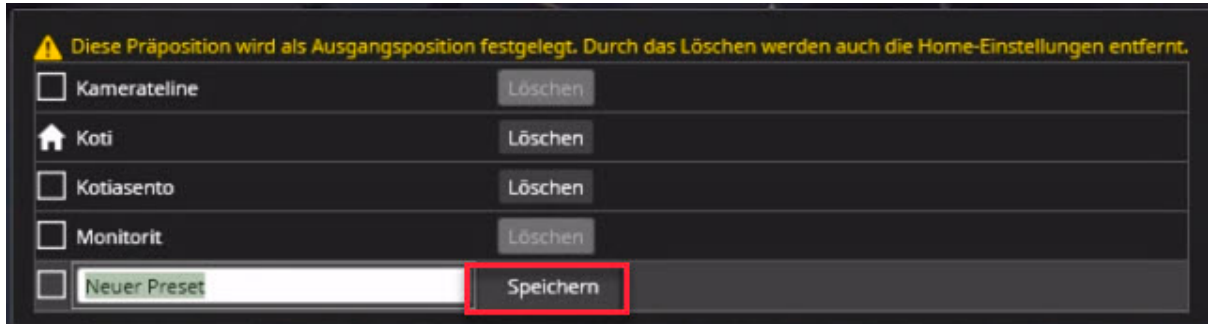 Diese Präposition wird als Ausgangsposition festgelegt. Durch das Löschen werden auch die Home-Einstellungen entfernt.
Kamerateline Löschen
Koti Löschen
Kotiasento Löschen
Monitorit Löschen
Neuer Preset Speichern